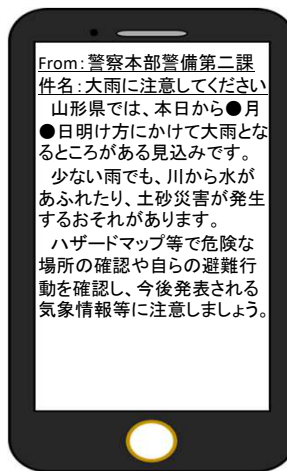 From:警察本部警備第二課
件名:大雨に注意してください
山形県では、本日から●月
●日明け方にかけて大雨とな
るところがある見込みです。
少ない雨でも、川から水が
あふれたり、土砂災害が発生
するおそれがあります。
ハザードマップ等で危険な
場所の確認や自らの避難行
動を確認し、今後発表される
気象情報等に注意しましょう。